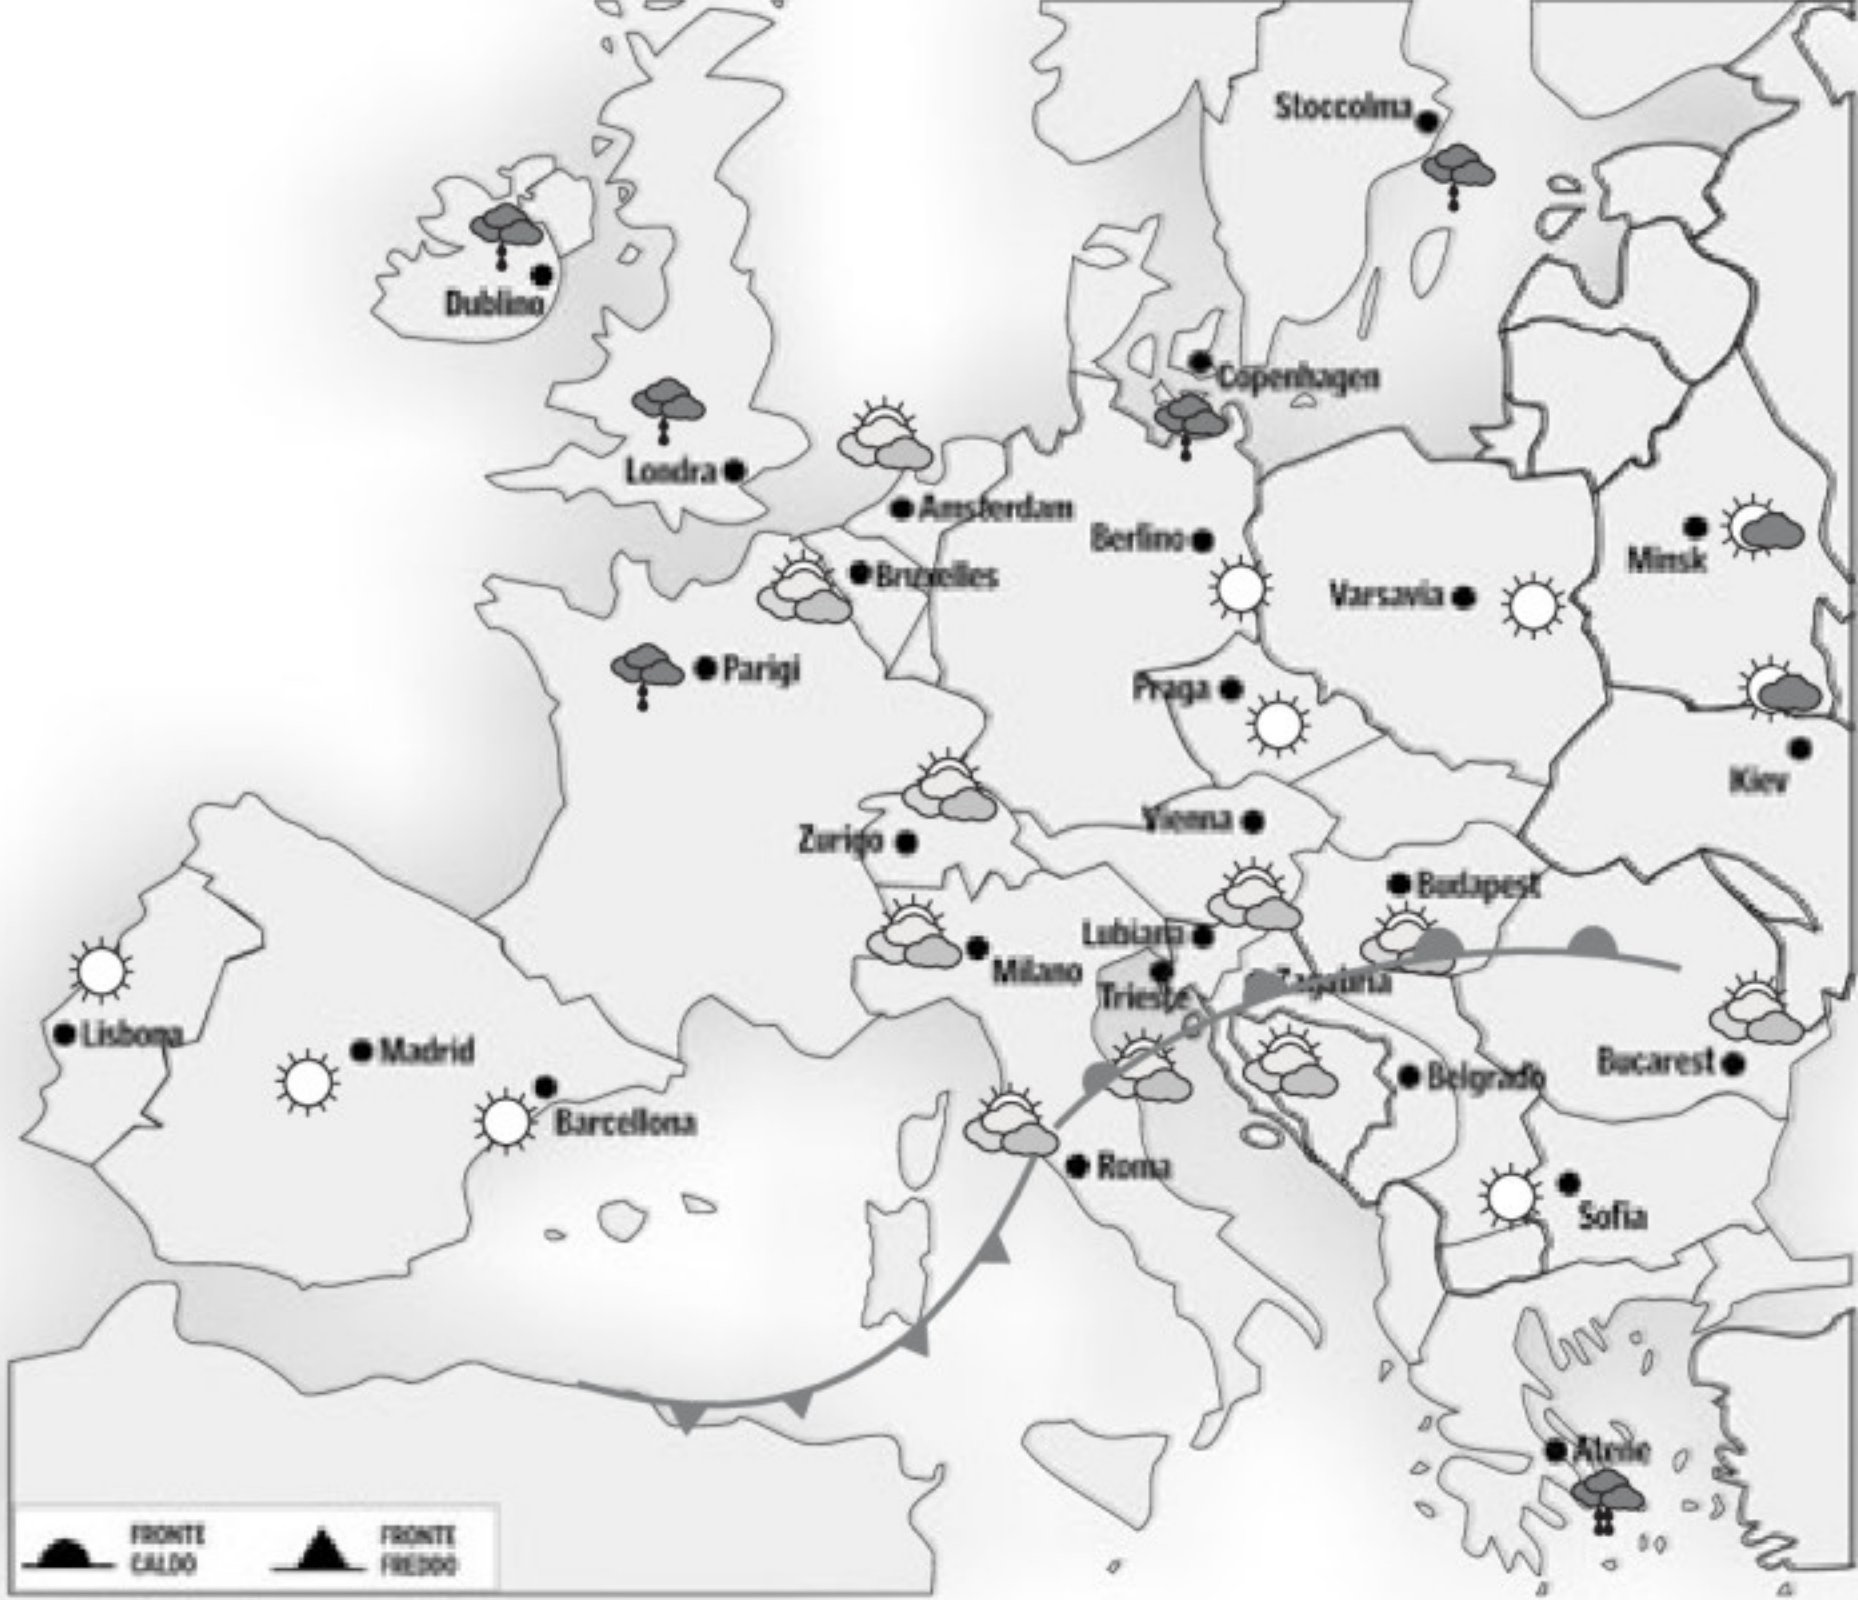 Stoccolma
Dublino
Copenhagen
Londra
Amsterdam
Berlino
Minsk
Bruxelles
Varsavia
Parigi
Praga
Kiev
Vienna
Zurigo
Budapest
Lubiana
Milano
Zagabria
Trieste
Lisbona
Madrid
Bucarest
Belgrado
Barcellona
Roma
Sofia
Atene
FRONTE
CALDO
FRONTE
FREDDO